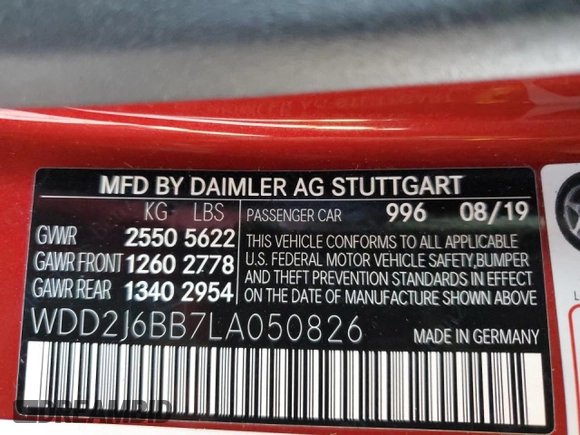 MFD BY DAIMLER AG STUTTGART
KG LBS
PASSENGER CAR 996 08/19
GVWR 2550 5622
GAWR FRONT 1260 2778
GAWR REAR 1340 2954
THIS VEHICLE CONFORMS TO ALL APPLICABLE
U.S. FEDERAL MOTOR VEHICLE SAFETY,BUMPER
AND THEFT PREVENTION STANDARDS IN EFFECT
ON THE DATE OF MANUFACTURE SHOWN ABOVE.
WDD2J6BB7LA050826
MADE IN GERMANY
DREAMBID